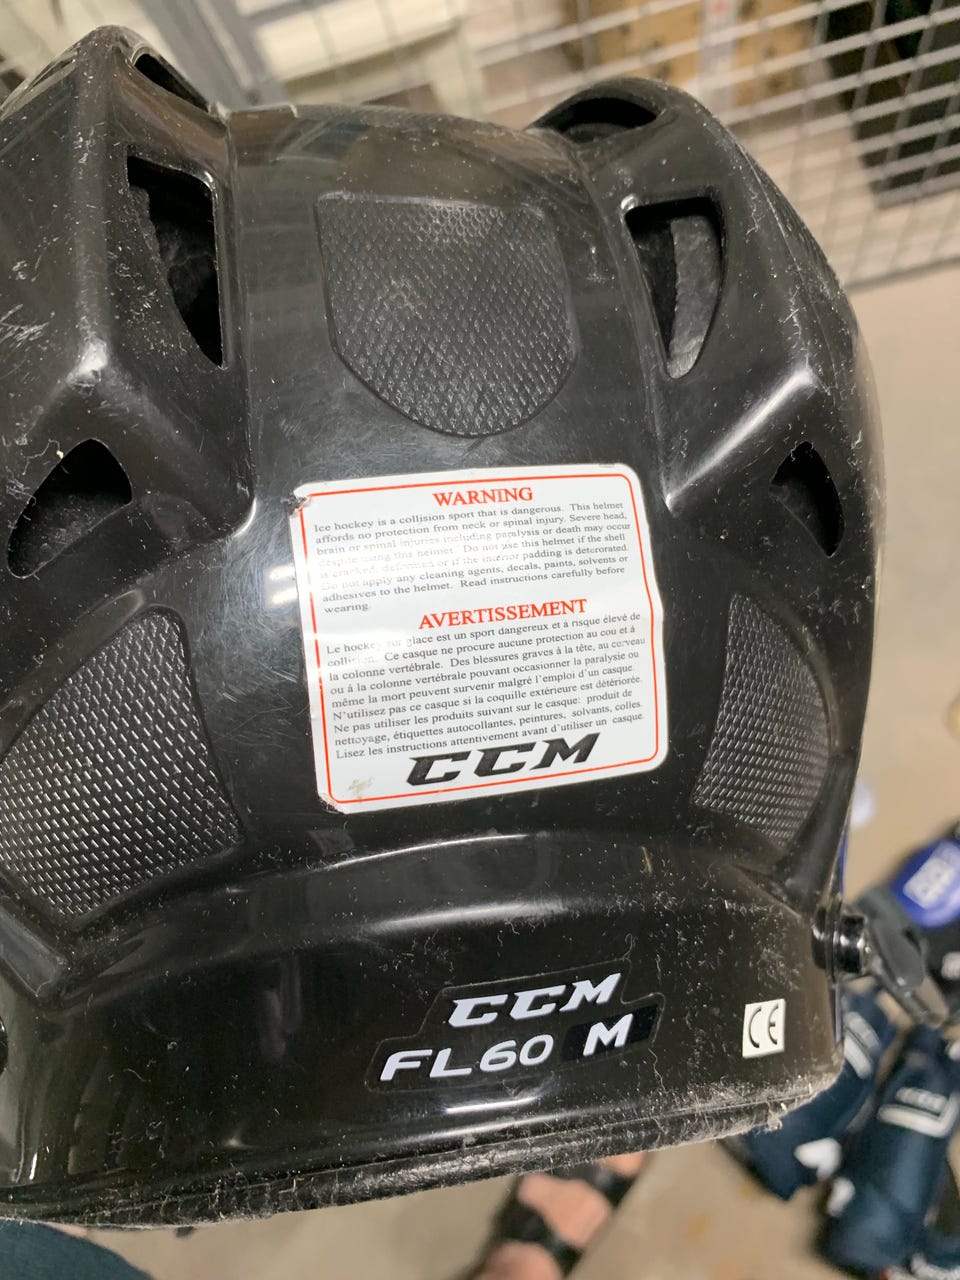 WARNING
Ice hockey is a collision sport that is dangerous. This helmet
affords no protection from neck or spinal injury. Severe head,
brain or spinal injuries including paralysis or death may occur
despite using this helmet. Do not use this helmet if the shell
is cracked, deformed or if the interior padding is deteriorated.
Do not apply any cleaning agents, decals, paints, solvents or
adhesives to the helmet. Read instructions carefully before
wearing.
AVERTISSEMENT
Le hockey sur glace est un sport dangereux et à risque élevé de
collision. Ce casque ne procure aucune protection au cou et à
la colonne vertébrale. Des blessures graves à la tête, au cerveau
ou à la colonne vertébrale pouvant occasionner la paralysie ou
même la mort peuvent survenir malgré l'emploi d'un casque.
N'utilisez pas ce casque si la coquille extérieure est détériorée.
Ne pas utiliser les produits suivant sur le casque: produit de
nettoyage, étiquettes autocollantes, peintures, solvants, colles.
Lisez les instructions attentivement avant d'utiliser un casque.
CCM
CCM
FL60 M
CE